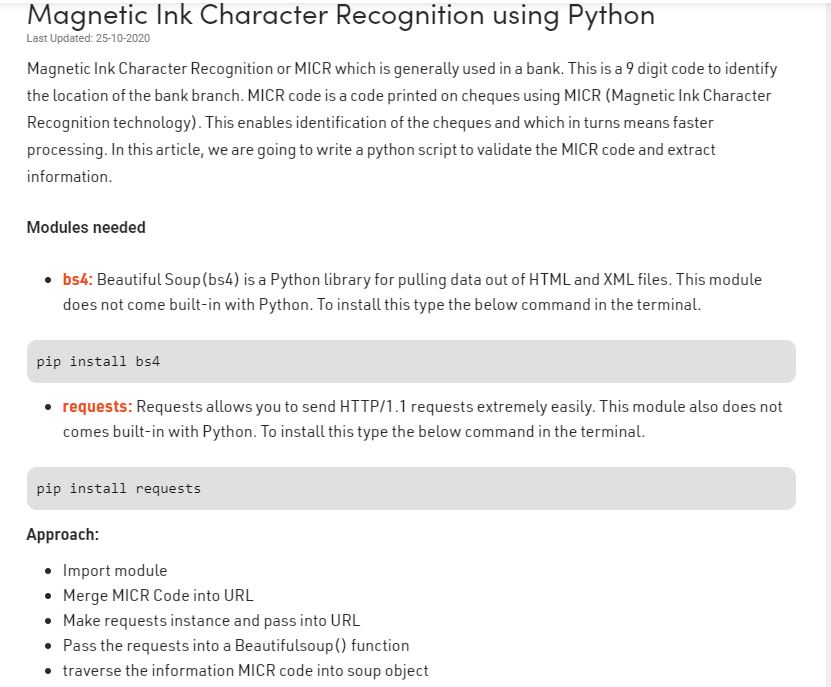 Magnetic Ink Character Recognition using Python
Last Updated: 25-10-2020
Magnetic Ink Character Recognition or MICR which is generally used in a bank. This is a 9 digit code to identify
the location of the bank branch. MICR code is a code printed on cheques using MICR (Magnetic Ink Character
Recognition technology). This enables identification of the cheques and which in turns means faster
processing. In this article, we are going to write a python script to validate the MICR code and extract
information.
Modules needed
• bs4: Beautiful Soup(bs4) is a Python library for pulling data out of HTML and XML files. This module
does not come built-in with Python. To install this type the below command in the terminal.
pip install bs4
• requests: Requests allows you to send HTTP/1.1 requests extremely easily. This module also does not
comes built-in with Python. To install this type the below command in the terminal.
pip install requests
Approach:
• Import module
• Merge MICR Code into URL
• Make requests instance and pass into URL
• Pass the requests into a Beautifulsoup() function
• traverse the information MICR code into soup object